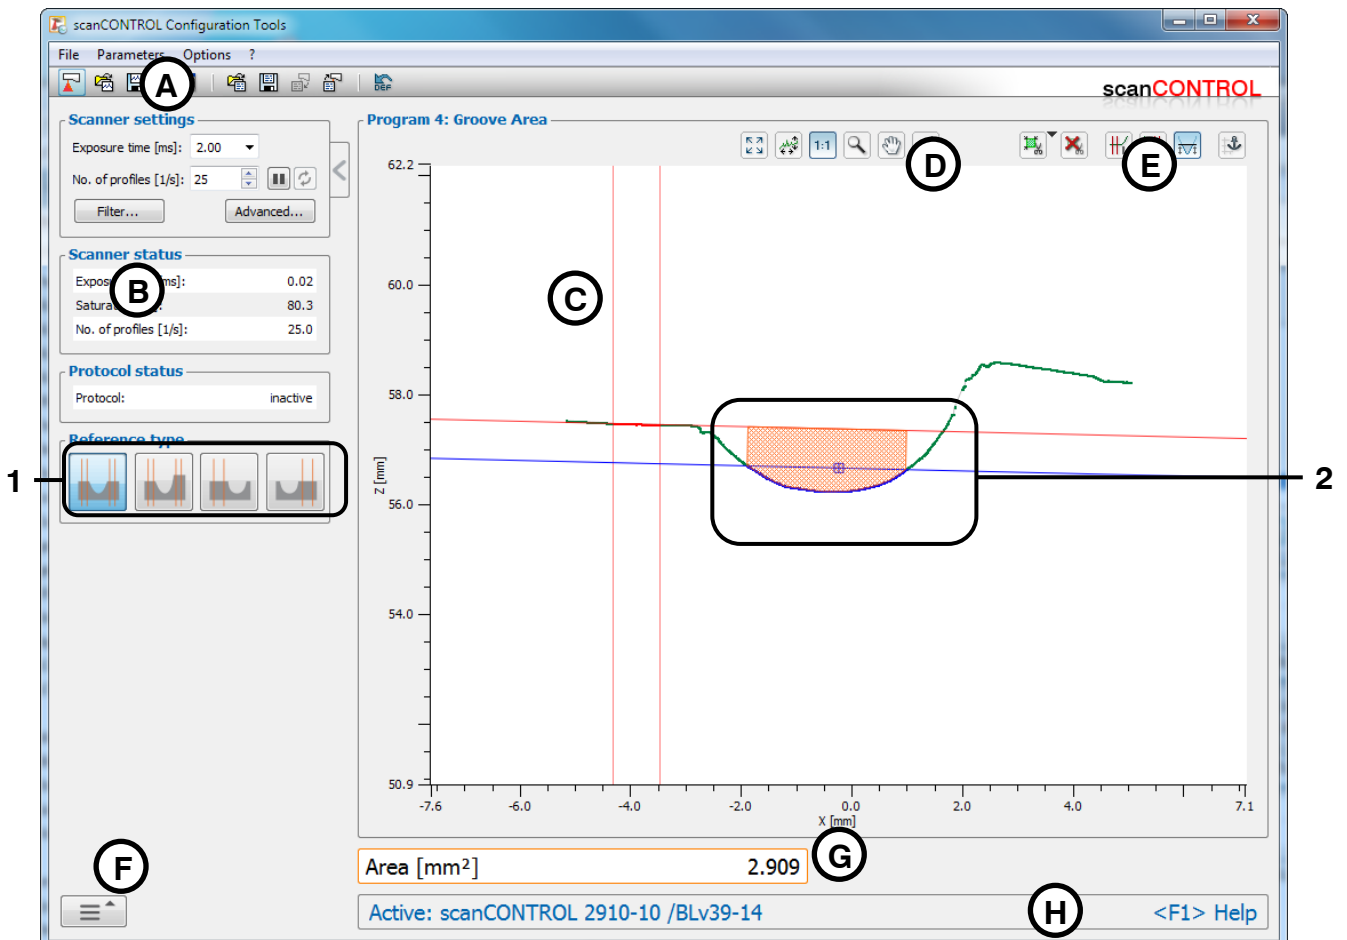 scanCONTROL Configuration Tools
File Parameters Options ?
A
DEF
scanCONTROL
Scanner settings
Exposure time [ms]: 2.00
No. of profiles [1/s]: 25
Filter... Advanced...
Scanner status
0.02
B
80.3
No. of profiles [1/s]: 25.0
Protocol status
Protocol: inactive
Reference type
1
Program 4: Groove Area
1:1
D
E
62.2
60.0
C
58.0
Z [mm]
56.0
2
54.0
50.9
-7.6 -6.0 -4.0 -2.0 0.0 2.0 4.0 7.1
X [mm]
F
Area [mm²] 2.909
G
Active: scanCONTROL 2910-10 /BLv39-14
H
<F1> Help